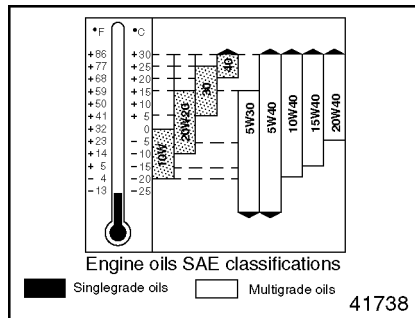 °F °C
+86 +30
+77 +25
+68 +20
+59 +15
+50 +10
+41 + 5
+32 0
+23 - 5
+14 -10
+ 5 -15
- 4 -20
-13 -25
10W
20W20
30
40
5W30
5W40
10W40
15W40
20W40
Engine oils SAE classifications
Singlegrade oils
Multigrade oils
41738